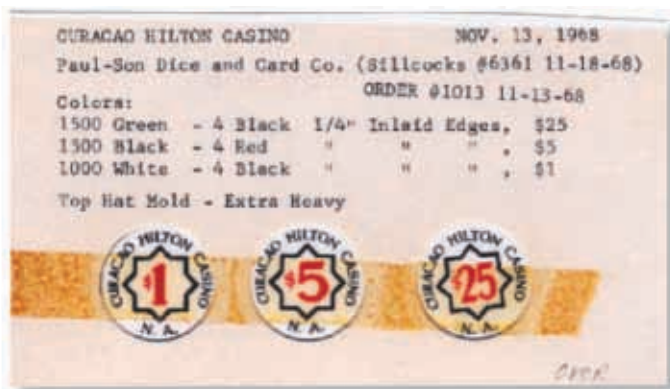 CURACAO HILTON CASINO NOV. 13, 1968
Paul-Son Dice and Card Co. (Sillcocks #6361 11-18-68)
ORDER #1013 11-13-68
Colors:
1500 Green - 4 Black 1/4" Inlaid Edges, $25
1500 Black - 4 Red " " " , $5
1000 White - 4 Black " " " , $1
Top Hat Mold - Extra Heavy
CURACAO HILTON CASINO $1 N. A.
CURACAO HILTON CASINO $5 N. A.
CURACAO HILTON CASINO $25 N. A.
OVER